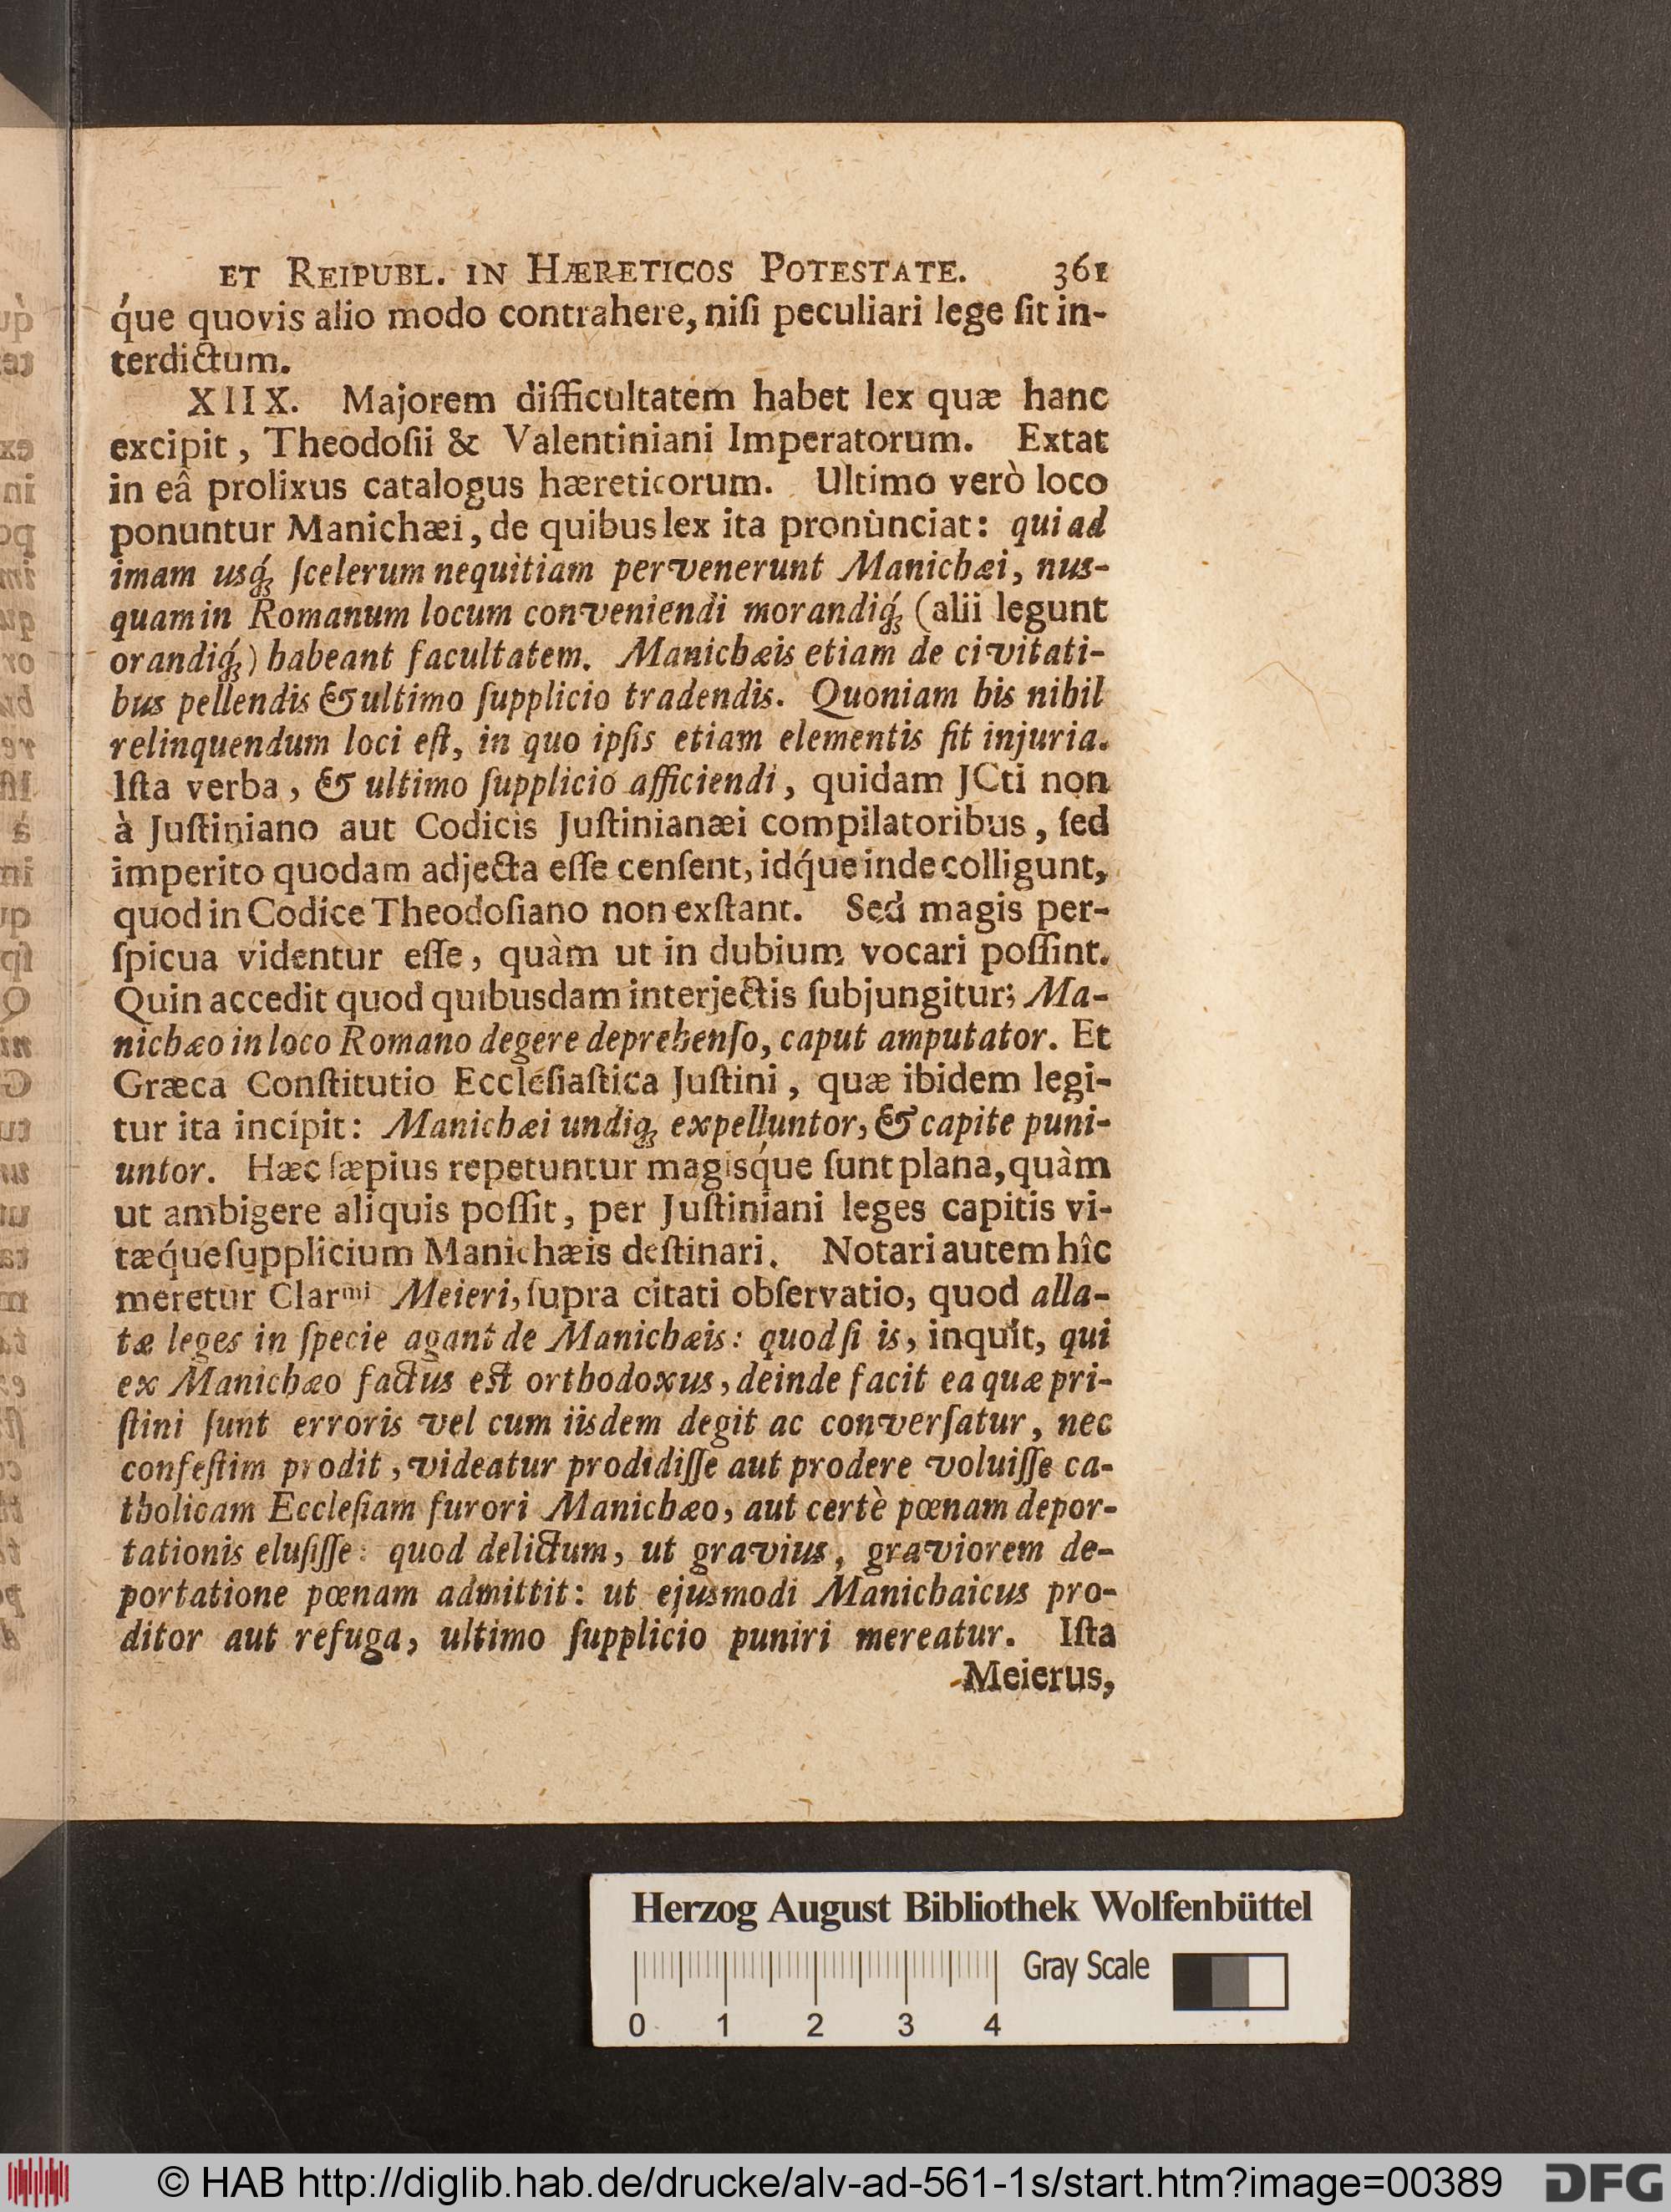 ET REIPUBL. IN HÆRETICOS POTESTATE. 361
q́ue quovis alio modo contrahere, niſi peculiari lege ſit in-
terdictum.
XIIX. Majorem difficultatem habet lex quæ hanc
excipit, Theodoſii & Valentiniani Imperatorum. Extat
in eâ prolixus catalogus hæreticorum. Ultimo verò loco
ponuntur Manichæi, de quibus lex ita pronunciat: qui ad
imam usq́ꝫ ſcelerum nequitiam pervenerunt Manichæi, nus-
quam in Romanum locum conveniendi morandiq́ꝫ (alii legunt
orandiq́ꝫ) habeant facultatem. Manichæis etiam de civitati-
bus pellendis & ultimo ſupplicio tradendis. Quoniam his nihil
relinquendum loci eſt, in quo ipſis etiam elementis fit injuria.
Iſta verba, & ultimo ſupplicio afficiendi, quidam JCti non
à Juſtiniano aut Codicis Juſtinianæi compilatoribus, ſed
imperito quodam adjecta eſſe cenſent, idq́ue inde colligunt,
quod in Codice Theodoſiano non exſtant. Sed magis per-
ſpicua videntur eſſe, quàm ut in dubium vocari poſſint.
Quin accedit quod quibusdam interjectis ſubjungitur; Ma-
nichæo in loco Romano degere deprehenſo, caput amputator. Et
Græca Conſtitutio Eccleſiaſtica Juſtini, quæ ibidem legi-
tur ita incipit: Manichæi undiqꝫ expelluntor, & capite puni-
untor. Hæc ſæpius repetuntur magisq́ue ſunt plana, quàm
ut ambigere aliquis poſſit, per Juſtiniani leges capitis vi-
tæq́ue ſupplicium Manichæis deſtinari. Notari autem hîc
meretur Clarᵐⁱ Meieri, ſupra citati obſervatio, quod alla-
tæ leges in ſpecie agant de Manichæis: quodſi is, inquit, qui
ex Manichæo factus est orthodoxus, deinde facit ea quæ pri-
ſtini ſunt erroris vel cum iisdem degit ac converſatur, nec
confeſtim prodit, videatur prodidiſſe aut prodere voluiſſe ca-
tholicam Eccleſiam furori Manichæo, aut certè pœnam depor-
tationis eluſiſſe: quod delictum, ut gravius, graviorem de-
portatione pœnam admittit: ut ejusmodi Manichaicus pro-
ditor aut refuga, ultimo ſupplicio puniri mereatur. Iſta
Meierus,
Herzog August Bibliothek Wolfenbüttel
Gray Scale
0 1 2 3 4
© HAB http://diglib.hab.de/drucke/alv-ad-561-1s/start.htm?image=00389
DFG